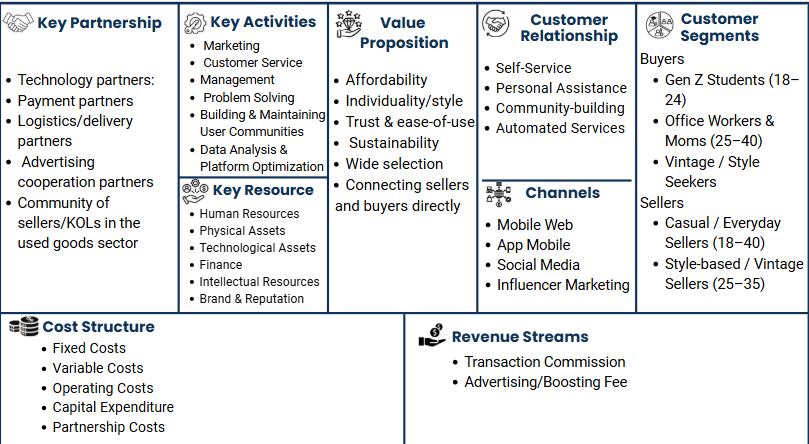 Key Partnership
• Technology partners:
• Payment partners
• Logistics/delivery
partners
• Advertising
cooperation partners
• Community of
sellers/KOLs in the
used goods sector
Key Activities
• Marketing
• Customer Service
• Management
• Problem Solving
• Building & Maintaining
User Communities
• Data Analysis &
Platform Optimization
Key Resource
• Human Resources
• Physical Assets
• Technological Assets
• Finance
• Intellectual Resources
• Brand & Reputation
Value
Proposition
• Affordability
• Individuality/style
• Trust & ease-of-use
• Sustainability
• Wide selection
• Connecting sellers
and buyers directly
Customer
Relationship
• Self-Service
• Personal Assistance
• Community-building
• Automated Services
Channels
• Mobile Web
• App Mobile
• Social Media
• Influencer Marketing
Customer
Segments
Buyers
• Gen Z Students (18–
24)
• Office Workers &
Moms (25–40)
• Vintage / Style
Seekers
Sellers
• Casual / Everyday
Sellers (18–40)
• Style-based / Vintage
Sellers (25–35)
Cost Structure
• Fixed Costs
• Variable Costs
• Operating Costs
• Capital Expenditure
• Partnership Costs
Revenue Streams
• Transaction Commission
• Advertising/Boosting Fee